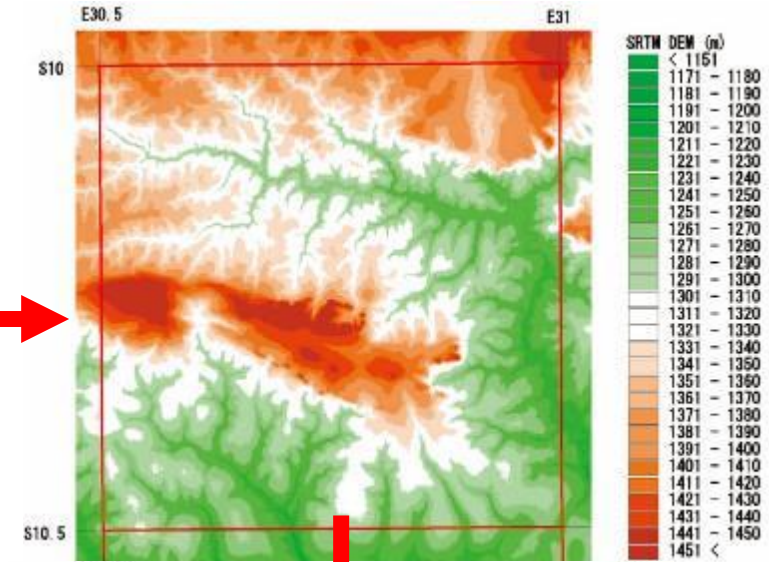 E30.5
E31
S10
S10.5
SRTM DEM (m)
< 1151
1171 - 1180
1181 - 1190
1191 - 1200
1201 - 1210
1211 - 1220
1221 - 1230
1231 - 1240
1241 - 1250
1251 - 1260
1261 - 1270
1271 - 1280
1281 - 1290
1291 - 1300
1301 - 1310
1311 - 1320
1321 - 1330
1331 - 1340
1341 - 1350
1351 - 1360
1361 - 1370
1371 - 1380
1381 - 1390
1391 - 1400
1401 - 1410
1411 - 1420
1421 - 1430
1431 - 1440
1441 - 1450
1451 <